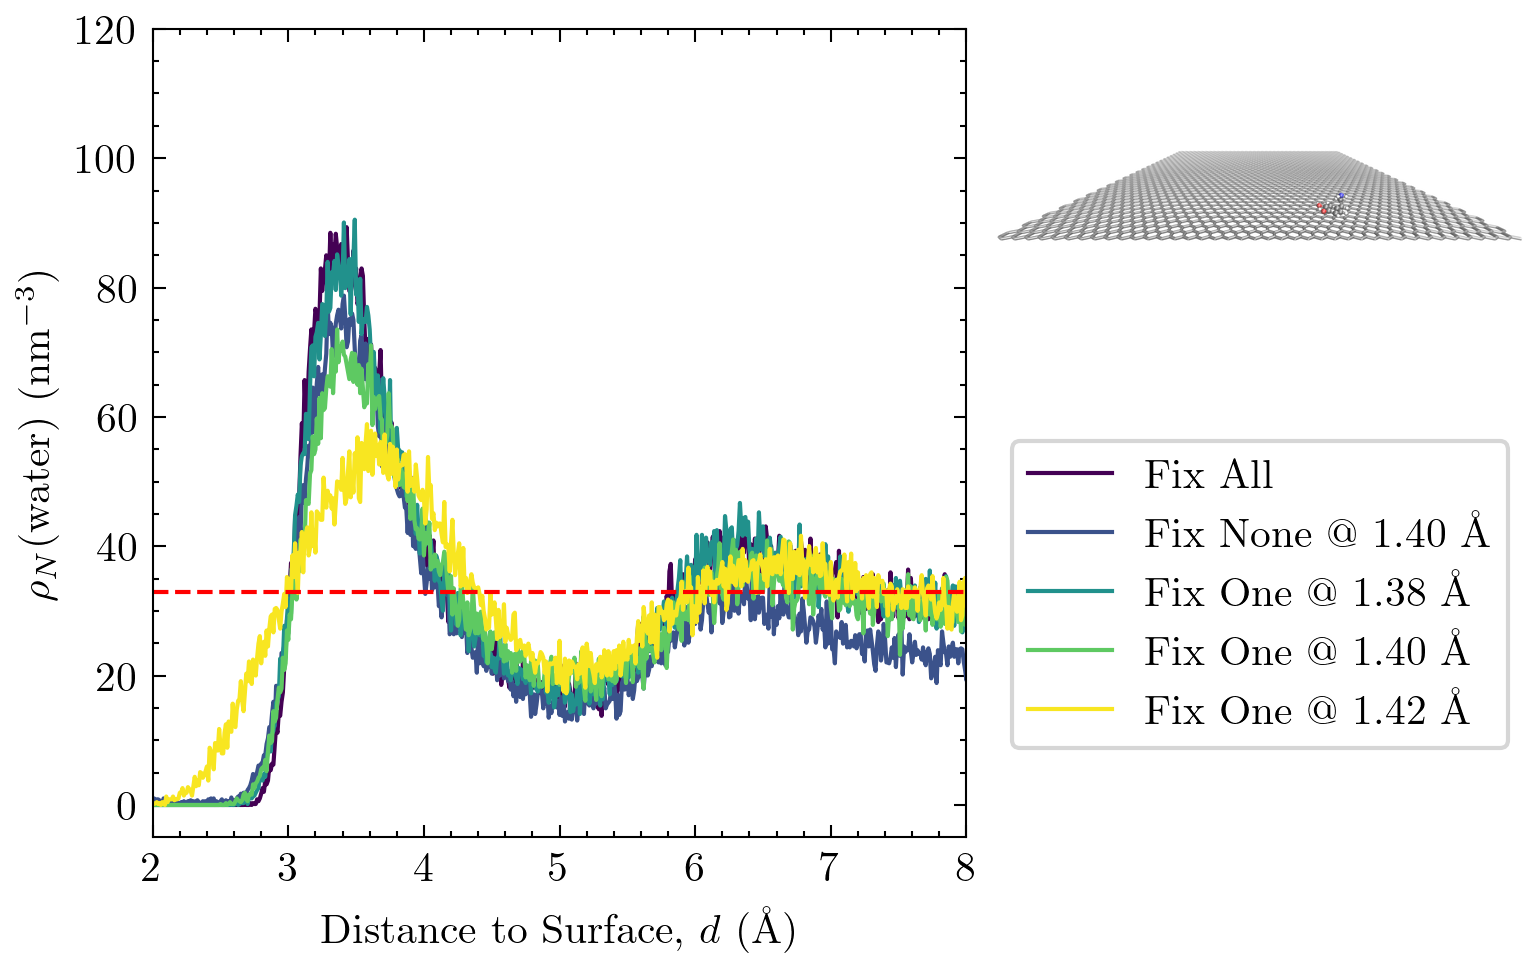 120
100
80
60
40
20
0
ρN(water) (nm−3)
2 3 4 5 6 7 8
Distance to Surface, d (Å)
Fix All
Fix None @ 1.40 Å
Fix One @ 1.38 Å
Fix One @ 1.40 Å
Fix One @ 1.42 Å